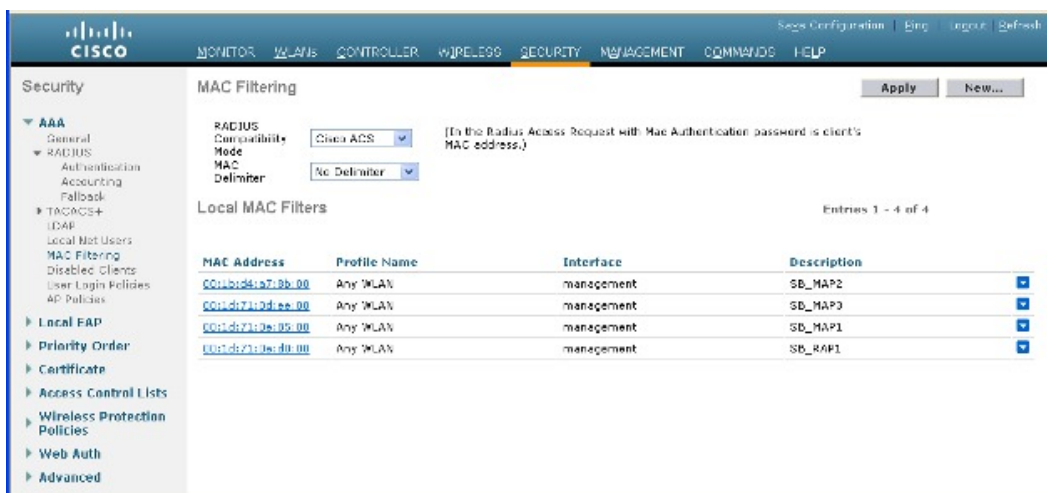 Save Configuration | Ping | Logout | Refresh
CISCO
MONITOR WLANs CONTROLLER WIRELESS SECURITY MANAGEMENT COMMANDS HELP
Security
AAA
General
RADIUS
Authentication
Accounting
Fallback
TACACS+
LDAP
Local Net Users
MAC Filtering
Disabled Clients
User Login Policies
AP Policies
Local EAP
Priority Order
Certificate
Access Control Lists
Wireless Protection
Policies
Web Auth
Advanced
MAC Filtering
Apply New...
RADIUS
Compatibility
Mode
Cisco ACS
(In the Radius Access Request with Mac Authentication password is client's
MAC address.)
MAC
Delimiter
No Delimiter
Local MAC Filters
Entries 1 - 4 of 4
MAC Address Profile Name Interface Description
Any WLAN management SB_MAP2
Any WLAN management SB_MAP3
Any WLAN management SB_MAP1
Any WLAN management SB_RAP1